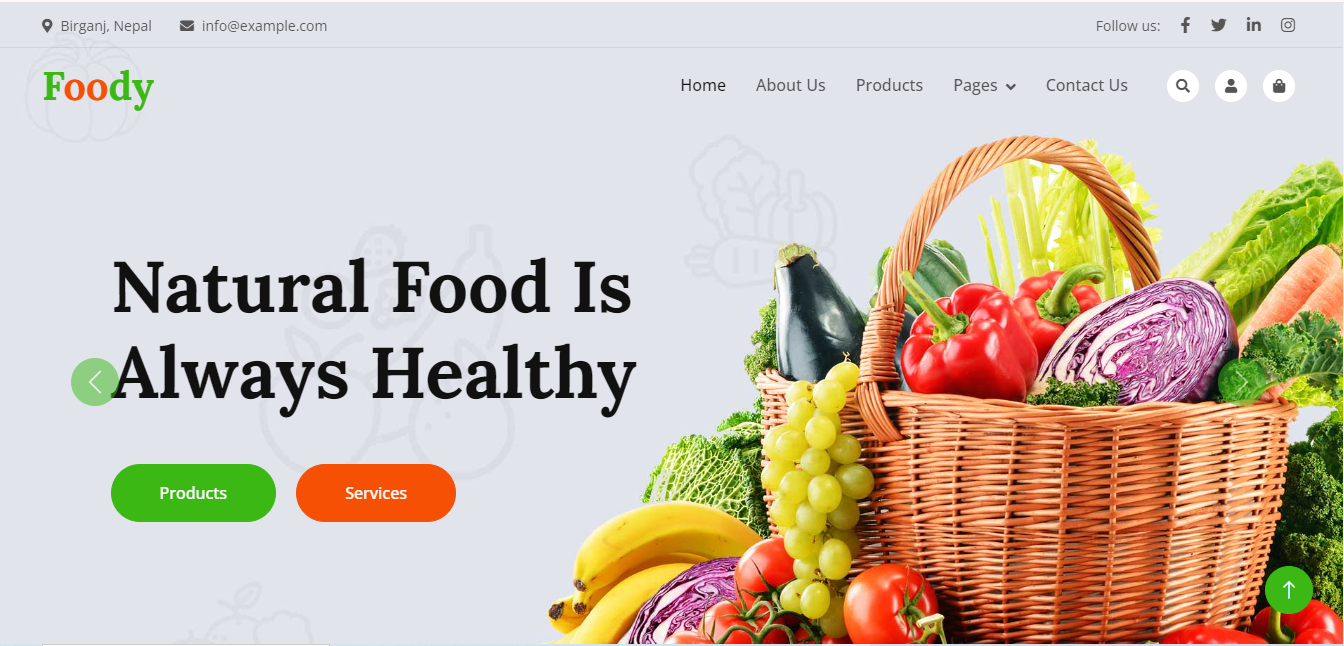 Birganj, Nepal info@example.com Follow us:
Foody Home About Us Products Pages Contact Us
Natural Food Is
Always Healthy
Products Services